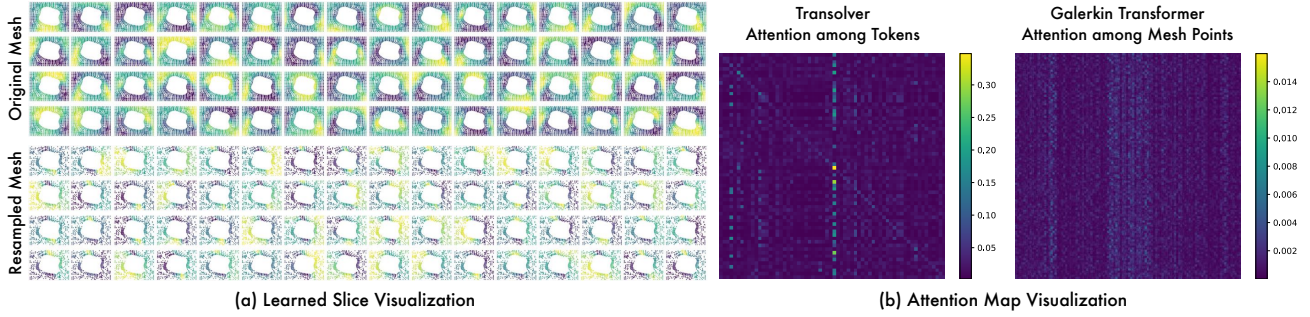 Original Mesh
Resampled Mesh
(a) Learned Slice Visualization
Transolver
Attention among Tokens
0.30
0.25
0.20
0.15
0.10
0.05
Galerkin Transformer
Attention among Mesh Points
0.014
0.012
0.010
0.008
0.006
0.004
0.002
(b) Attention Map Visualization